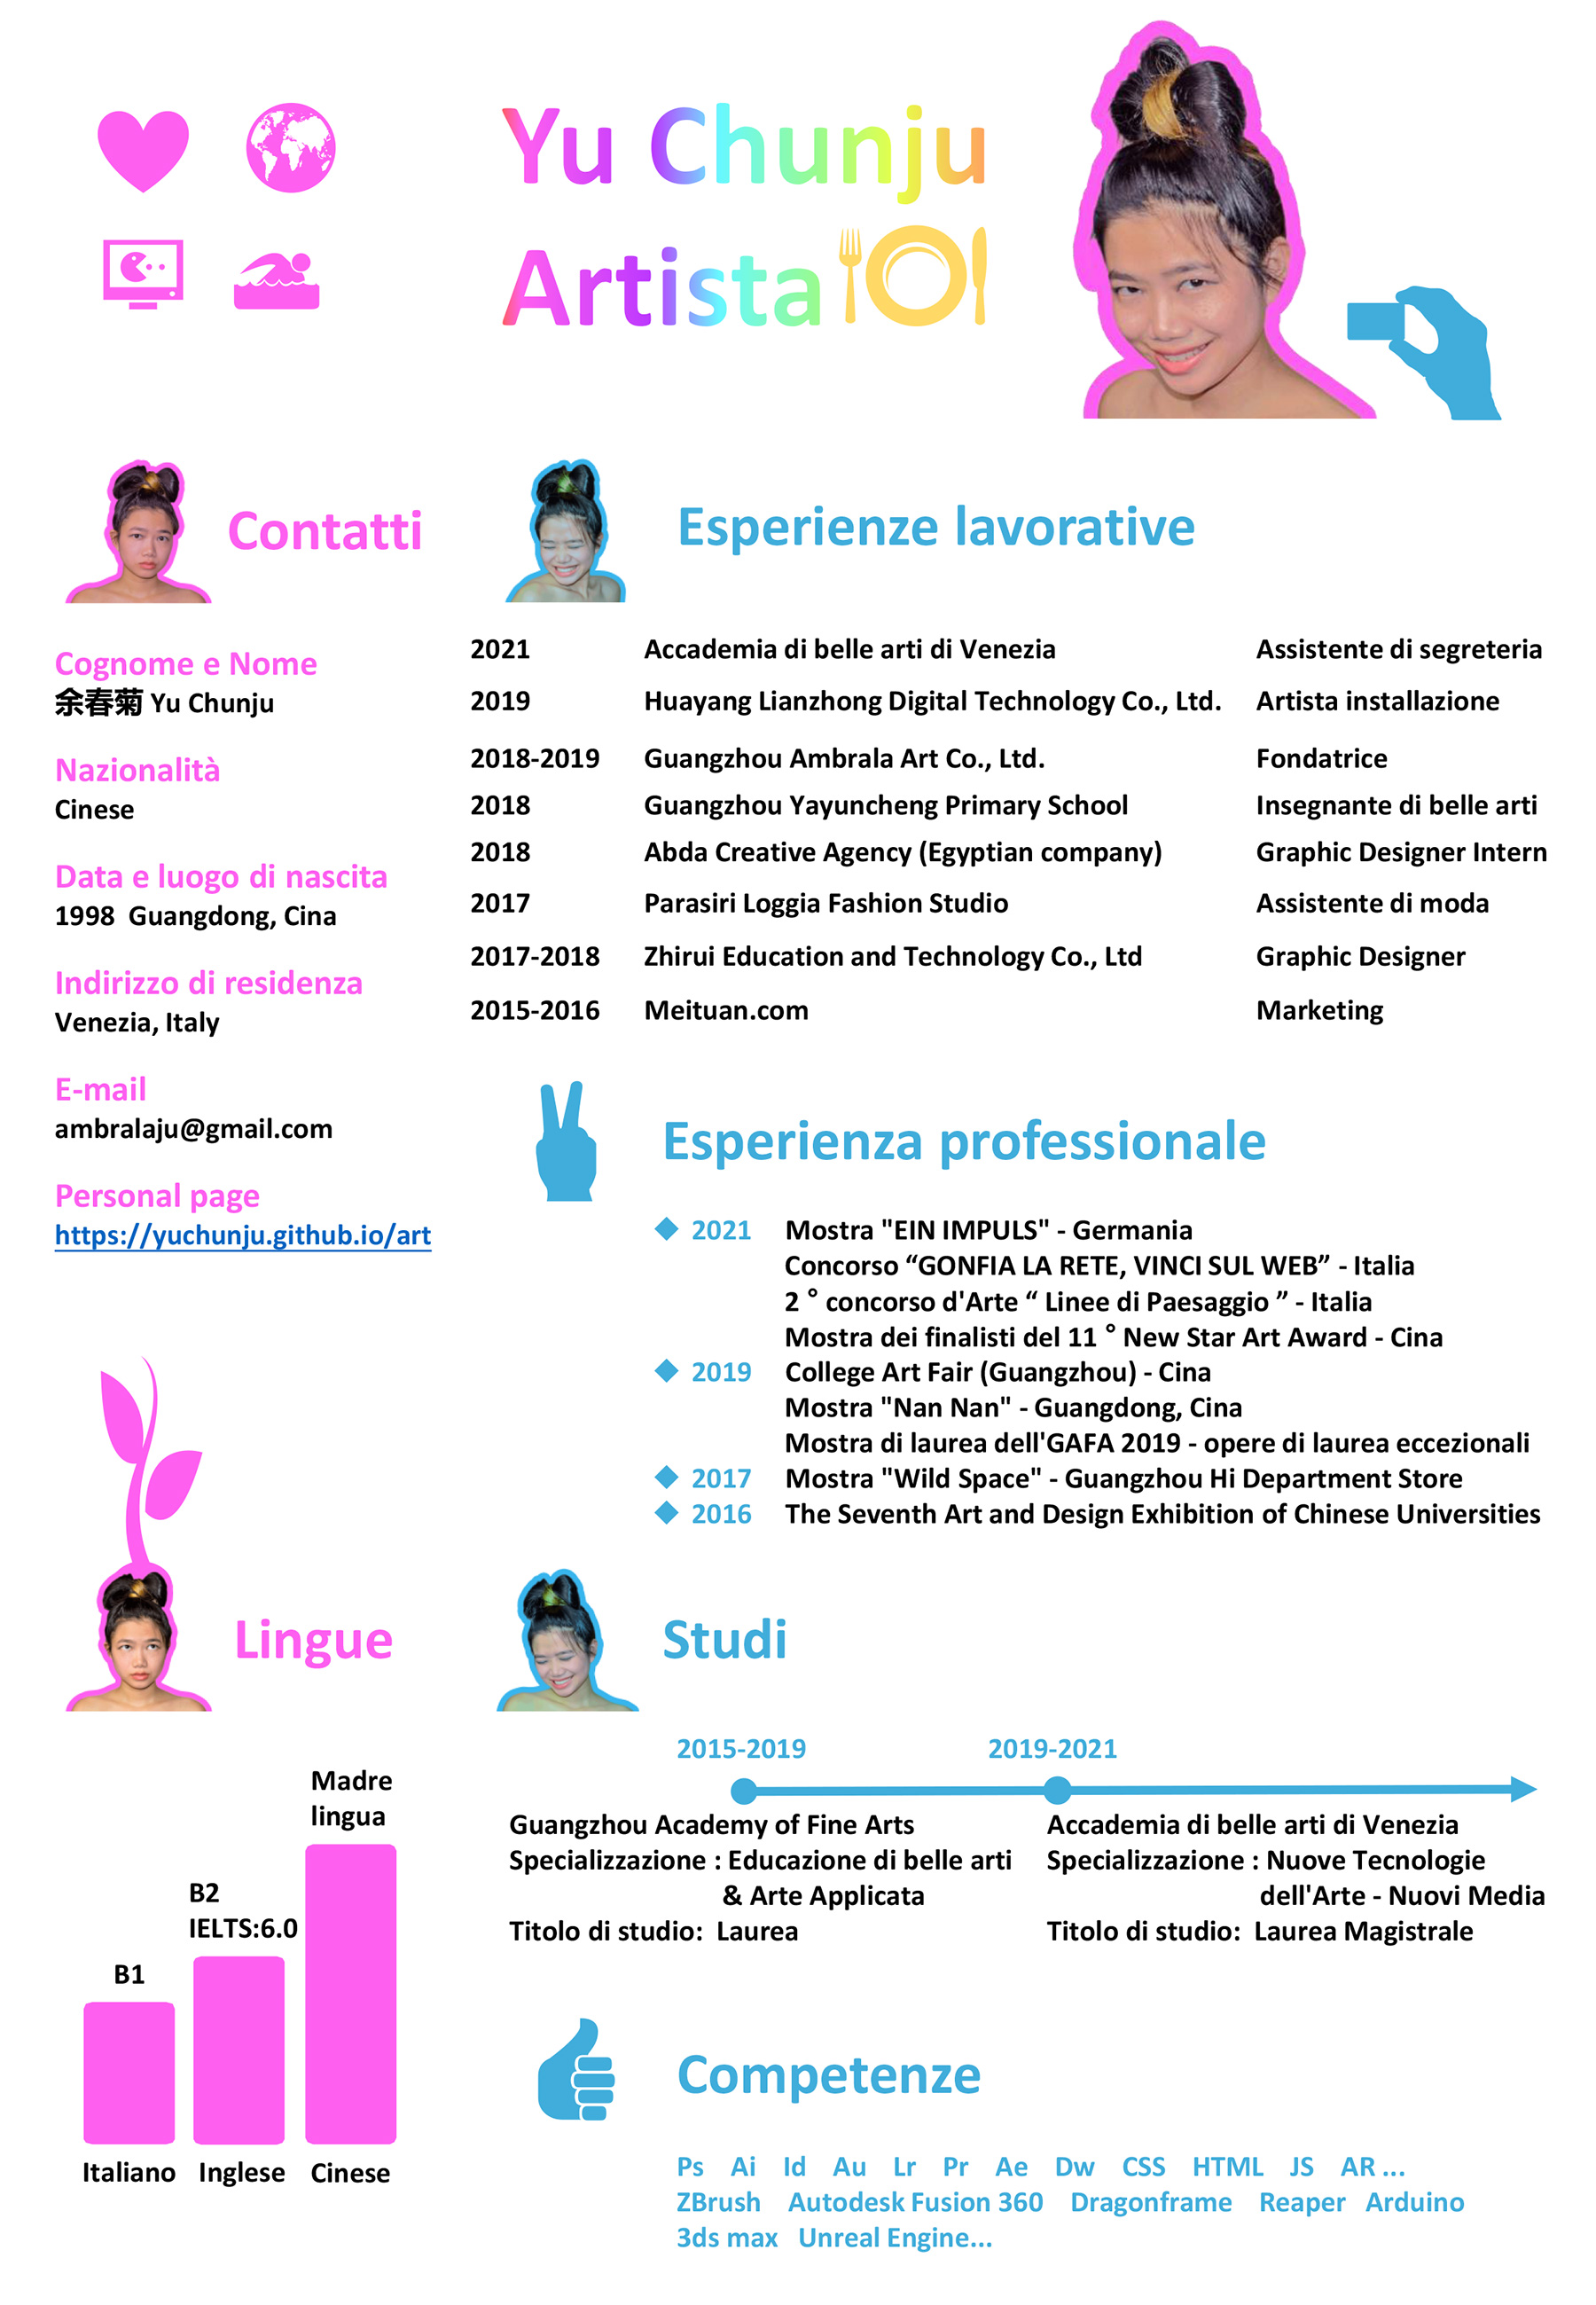 Yu Chunju
Artista
Contatti
Cognome e Nome
余春菊 Yu Chunju
Nazionalità
Cinese
Data e luogo di nascita
1998  Guangdong, Cina
Indirizzo di residenza
Venezia, Italy
E-mail
ambralaju@gmail.com
Personal page
https://yuchunju.github.io/art
Esperienze lavorative
2021 Accademia di belle arti di Venezia Assistente di segreteria
2019 Huayang Lianzhong Digital Technology Co., Ltd. Artista installazione
2018-2019 Guangzhou Ambrala Art Co., Ltd. Fondatrice
2018 Guangzhou Yayuncheng Primary School Insegnante di belle arti
2018 Abda Creative Agency (Egyptian company) Graphic Designer Intern
2017 Parasiri Loggia Fashion Studio Assistente di moda
2017-2018 Zhirui Education and Technology Co., Ltd Graphic Designer
2015-2016 Meituan.com Marketing
Esperienza professionale
2021 Mostra "EIN IMPULS" - Germania
Concorso “GONFIA LA RETE, VINCI SUL WEB” - Italia
2 ° concorso d'Arte “ Linee di Paesaggio ” - Italia
Mostra dei finalisti del 11 ° New Star Art Award - Cina
2019 College Art Fair (Guangzhou) - Cina
Mostra "Nan Nan" - Guangdong, Cina
Mostra di laurea dell'GAFA 2019 - opere di laurea eccezionali
2017 Mostra "Wild Space" - Guangzhou Hi Department Store
2016 The Seventh Art and Design Exhibition of Chinese Universities
Lingue
Madre
lingua
B2
IELTS:6.0
B1
Italiano Inglese Cinese
Studi
2015-2019
Guangzhou Academy of Fine Arts
Specializzazione : Educazione di belle arti
& Arte Applicata
Titolo di studio:  Laurea
2019-2021
Accademia di belle arti di Venezia
Specializzazione : Nuove Tecnologie
dell'Arte - Nuovi Media
Titolo di studio:  Laurea Magistrale
Competenze
Ps Ai Id Au Lr Pr Ae Dw CSS HTML JS AR ...
ZBrush Autodesk Fusion 360 Dragonframe Reaper Arduino
3ds max Unreal Engine...